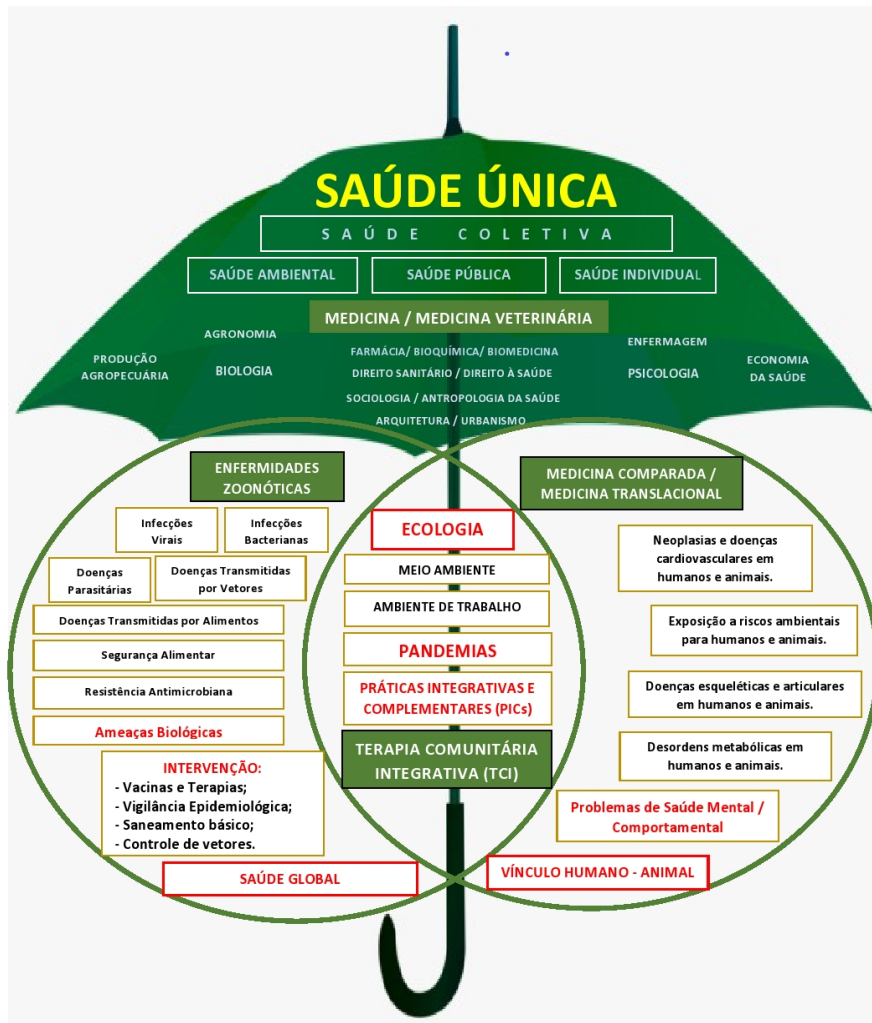 SAÚDE ÚNICA
SAÚDE COLETIVA
SAÚDE AMBIENTAL
SAÚDE PÚBLICA
SAÚDE INDIVIDUAL
MEDICINA / MEDICINA VETERINÁRIA
AGRONOMIA
PRODUÇÃO
AGROPECUÁRIA
BIOLOGIA
FARMÁCIA/ BIOQUÍMICA/ BIOMEDICINA
DIREITO SANITÁRIO / DIREITO À SAÚDE
SOCIOLOGIA / ANTROPOLOGIA DA SAÚDE
ARQUITETURA / URBANISMO
ENFERMAGEM
PSICOLOGIA
ECONOMIA
DA SAÚDE
ENFERMIDADES
ZOONÓTICAS
Infecções
Virais
Infecções
Bacterianas
Doenças
Parasitárias
Doenças Transmitidas
por Vetores
Doenças Transmitidas por Alimentos
Segurança Alimentar
Resistência Antimicrobiana
Ameaças Biológicas
INTERVENÇÃO:
- Vacinas e Terapias;
- Vigilância Epidemiológica;
- Saneamento básico;
- Controle de vetores.
SAÚDE GLOBAL
ECOLOGIA
MEIO AMBIENTE
AMBIENTE DE TRABALHO
PANDEMIAS
PRÁTICAS INTEGRATIVAS E
COMPLEMENTARES (PICs)
TERAPIA COMUNITÁRIA
INTEGRATIVA (TCI)
MEDICINA COMPARADA /
MEDICINA TRANSLACIONAL
Neoplasias e doenças
cardiovasculares em
humanos e animais.
Exposição a riscos ambientais
para humanos e animais.
Doenças esqueléticas e articulares
em humanos e animais.
Desordens metabólicas em
humanos e animais.
Problemas de Saúde Mental /
Comportamental
VÍNCULO HUMANO - ANIMAL